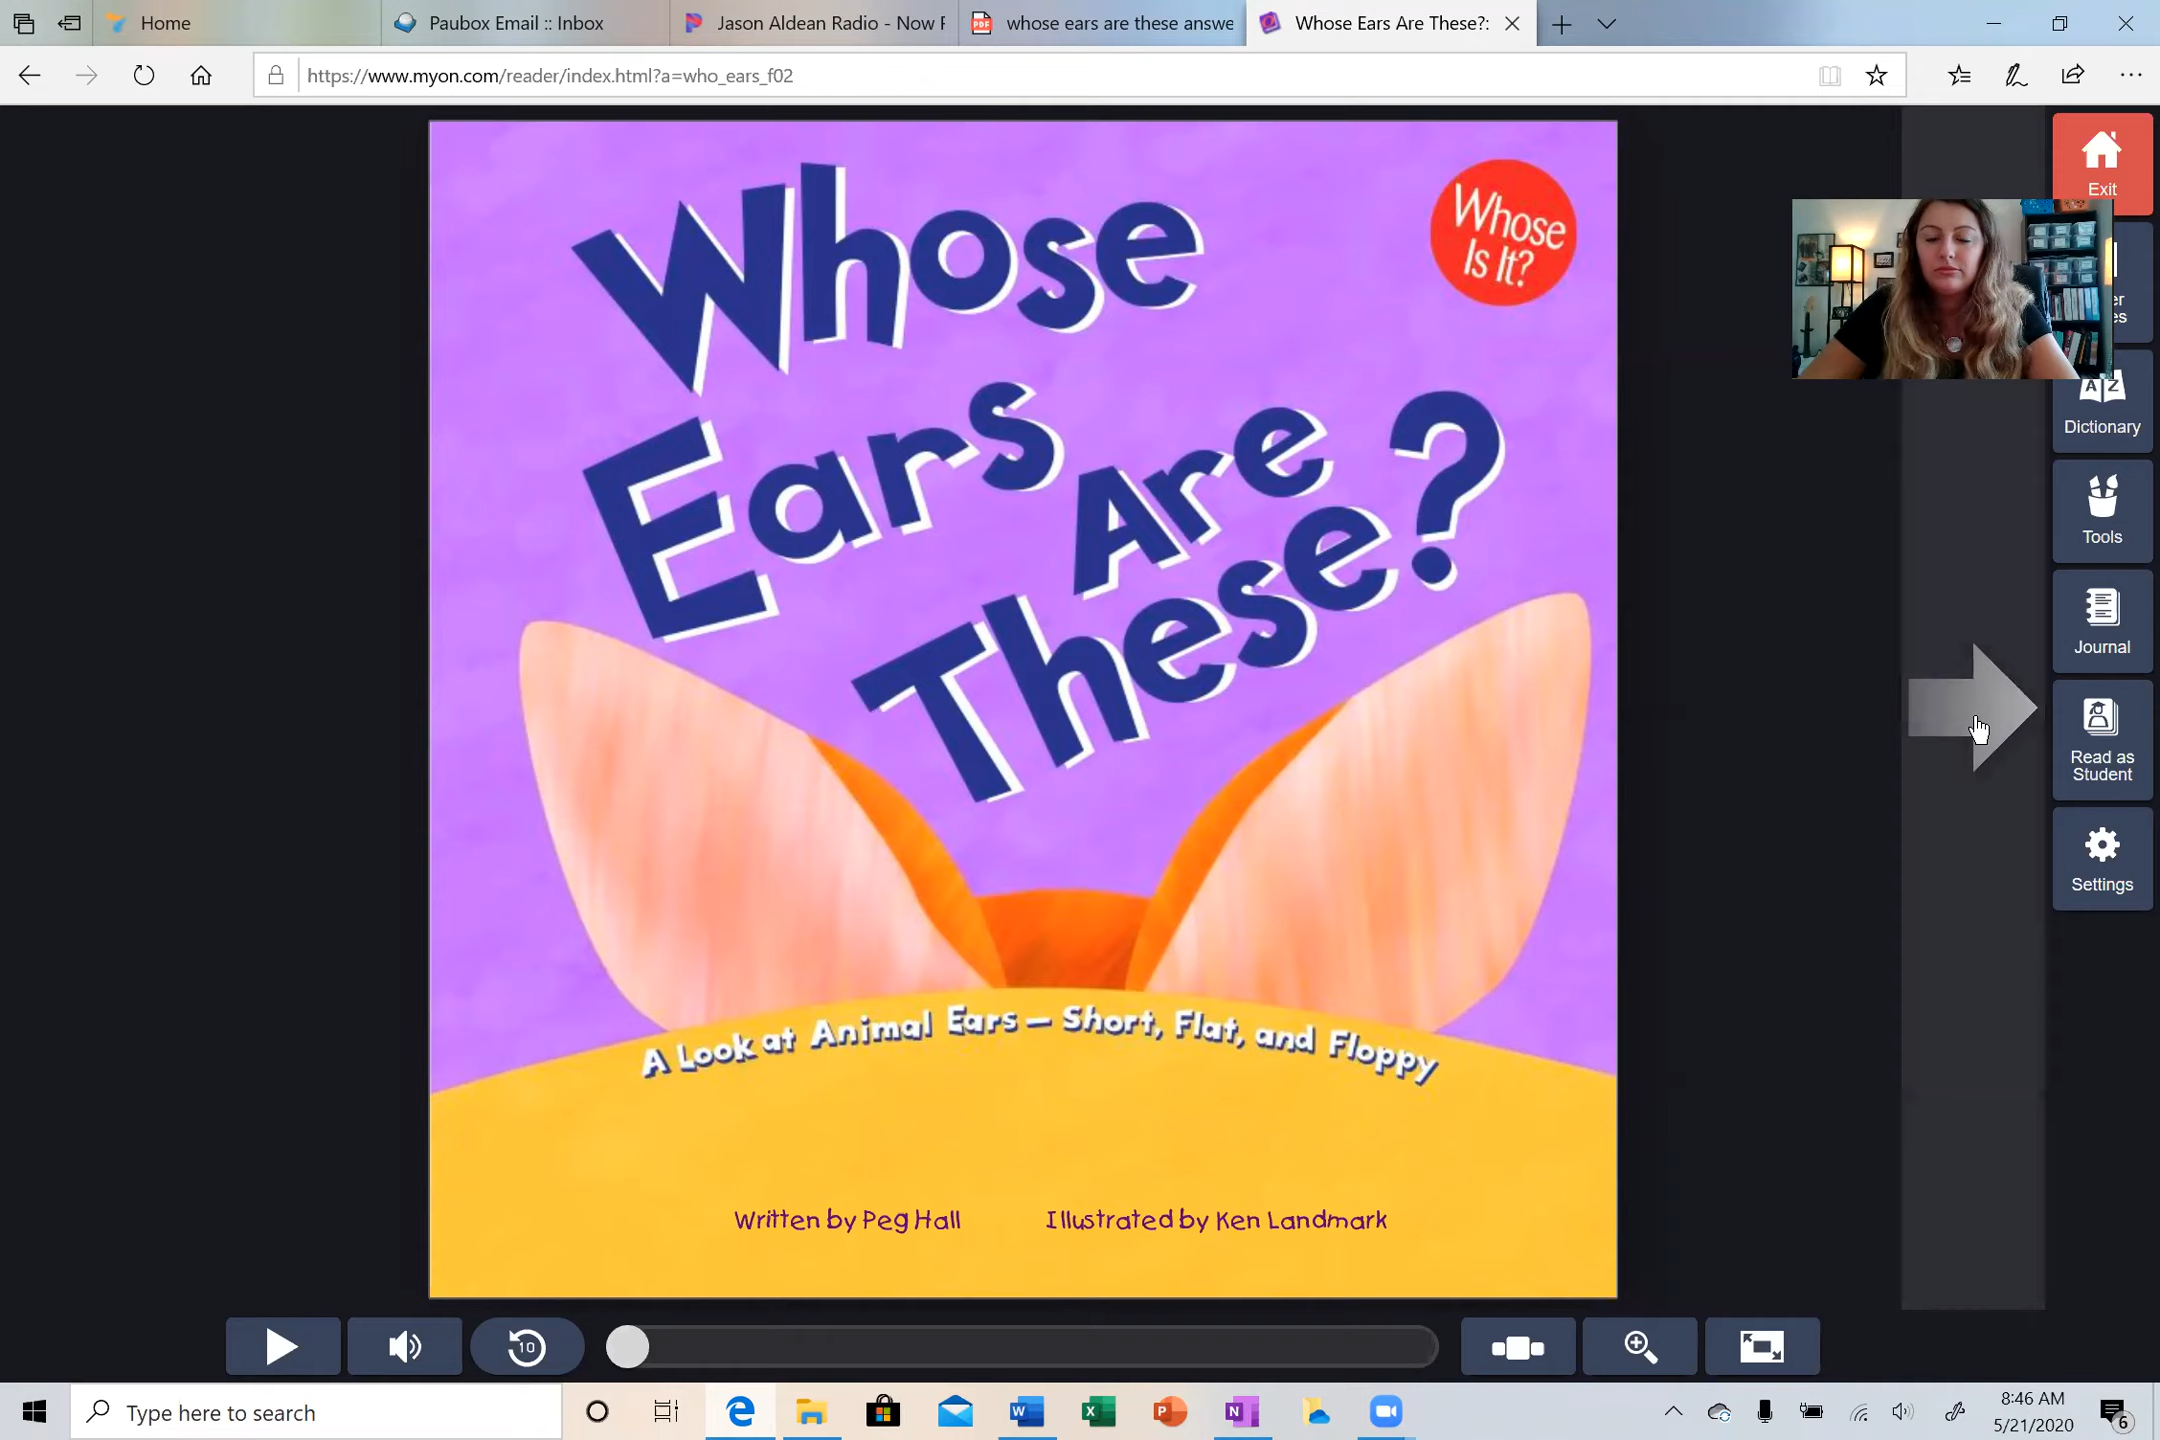 Home
Paubox Email :: Inbox
Jason Aldean Radio - Now F
whose ears are these answe
Whose Ears Are These?:
https://www.myon.com/reader/index.html?a=who_ears_f02
Whose
Ears
Are
These?
Whose
Is It?
A Look at Animal Ears – Short, Flat, and Floppy
Written by Peg Hall
Illustrated by Ken Landmark
Exit
er
es
A Z
Dictionary
Tools
Journal
Read as
Student
Settings
10
Type here to search
8:46 AM
5/21/2020
6